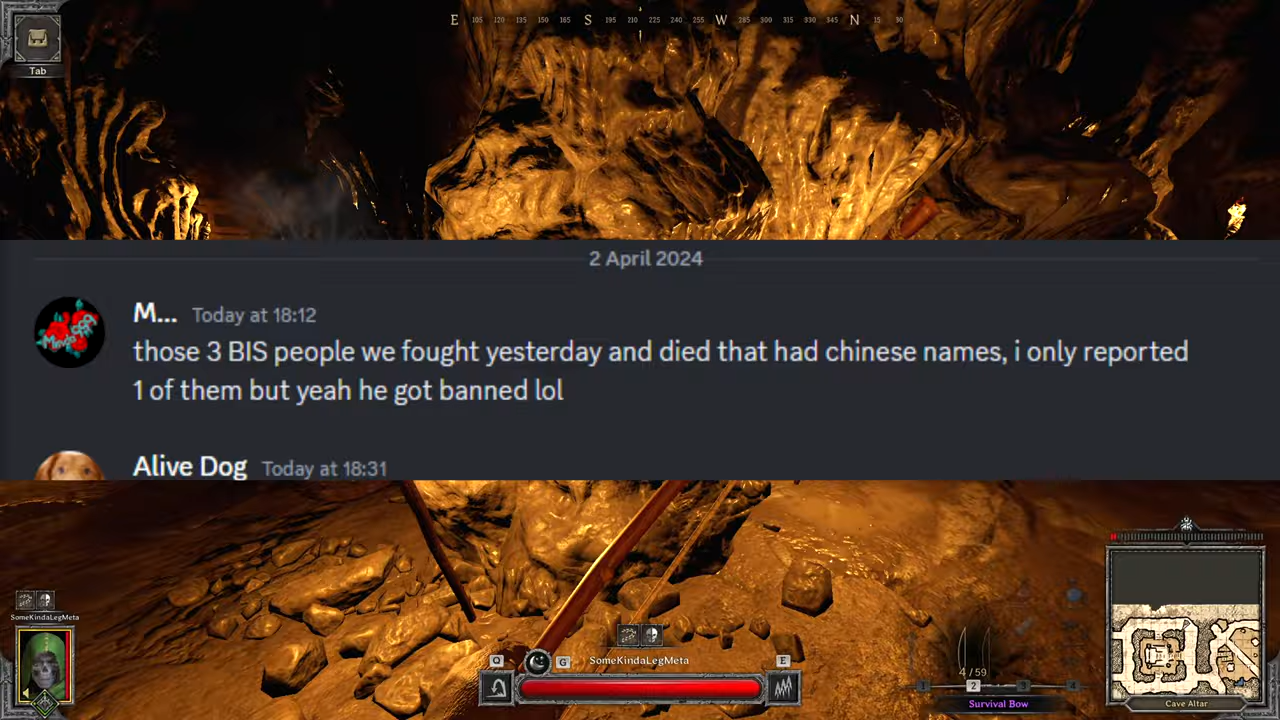 E 105 120 135 150 165 S 195 210 225 240 255 W 285 300 315 330 345 N 15 30
Tab
2 April 2024
M... Today at 18:12
those 3 BIS people we fought yesterday and died that had chinese names, i only reported
1 of them but yeah he got banned lol
Alive Dog Today at 18:31
SomeKindaLegMeta
Q G SomeKindaLegMeta E
4 / 59
1 2 3 4
Survival Bow
Cave Altar